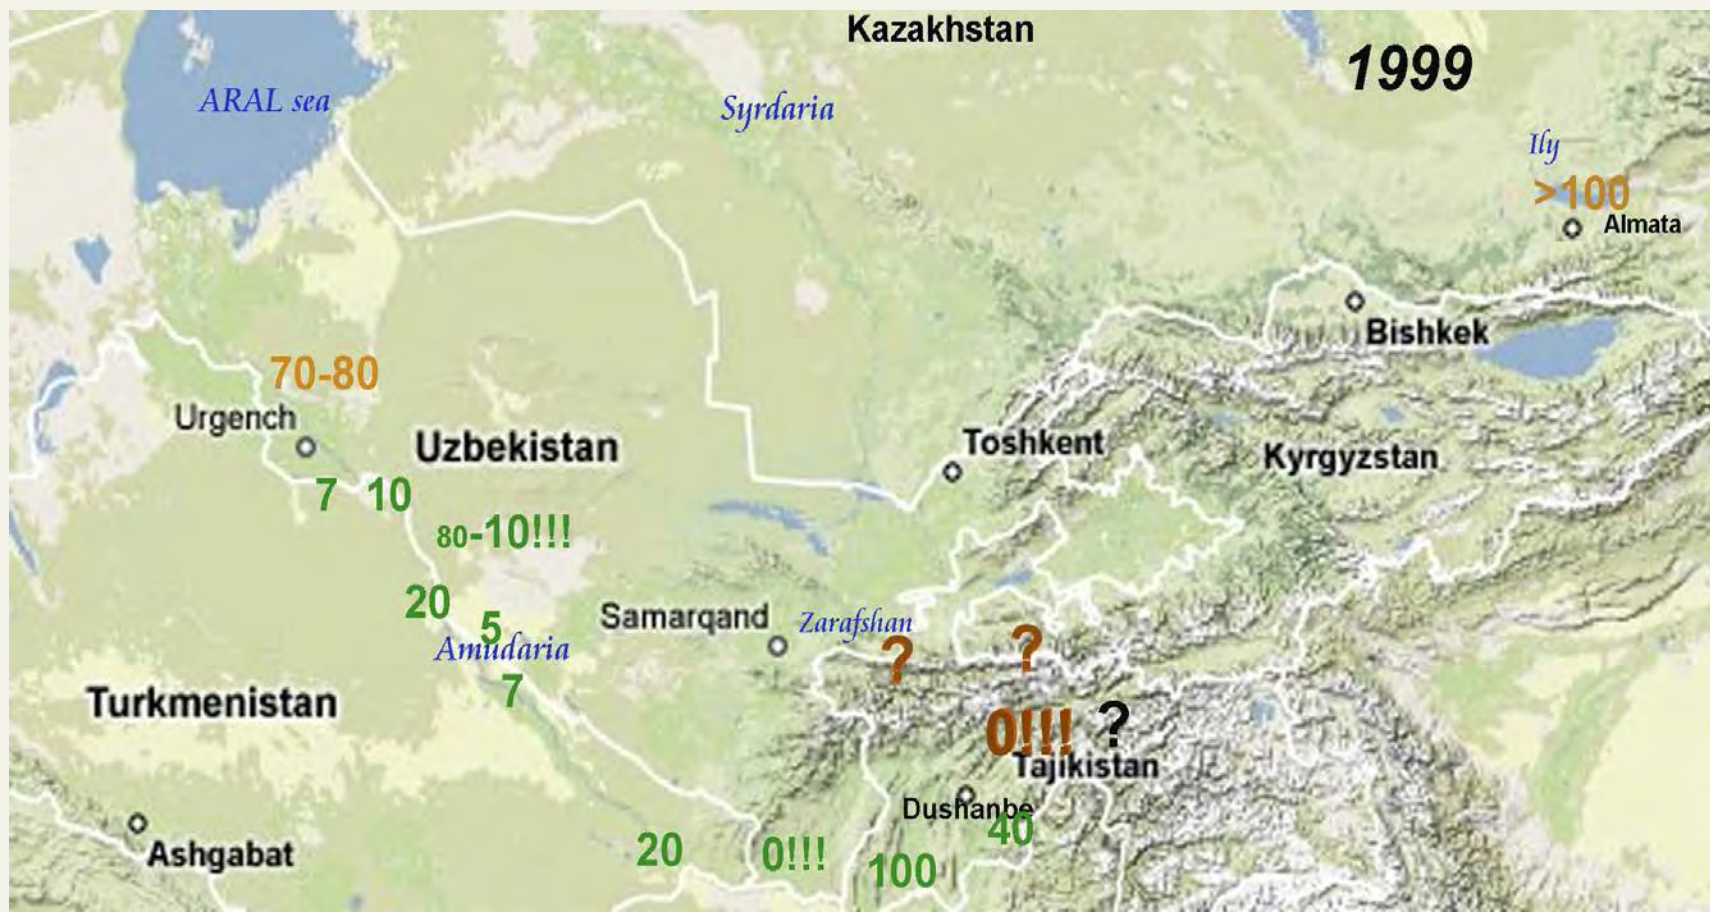 Kazakhstan
1999
ARAL sea
Syrdaria
Ily
>100
Almata
Bishkek
70-80
Urgench
Uzbekistan
Toshkent
Kyrgyzstan
7
10
80-10!!!
20
5
Samarqand
Zarafshan
Amudaria
?
?
7
Turkmenistan
0!!!
?
Tajikistan
Dushanbe
Ashgabat
40
20
0!!!
100